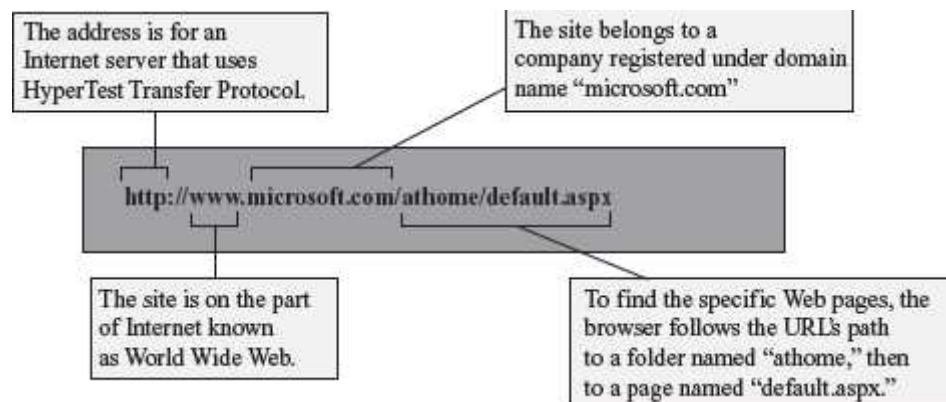 The address is for an
Internet server that uses
HyperTest Transfer Protocol.
The site belongs to a
company registered under domain
name “microsoft.com”
http://www.microsoft.com/athome/default.aspx
The site is on the part
of Internet known
as World Wide Web.
To find the specific Web pages, the
browser follows the URL's path
to a folder named “athome,” then
to a page named “default.aspx.”